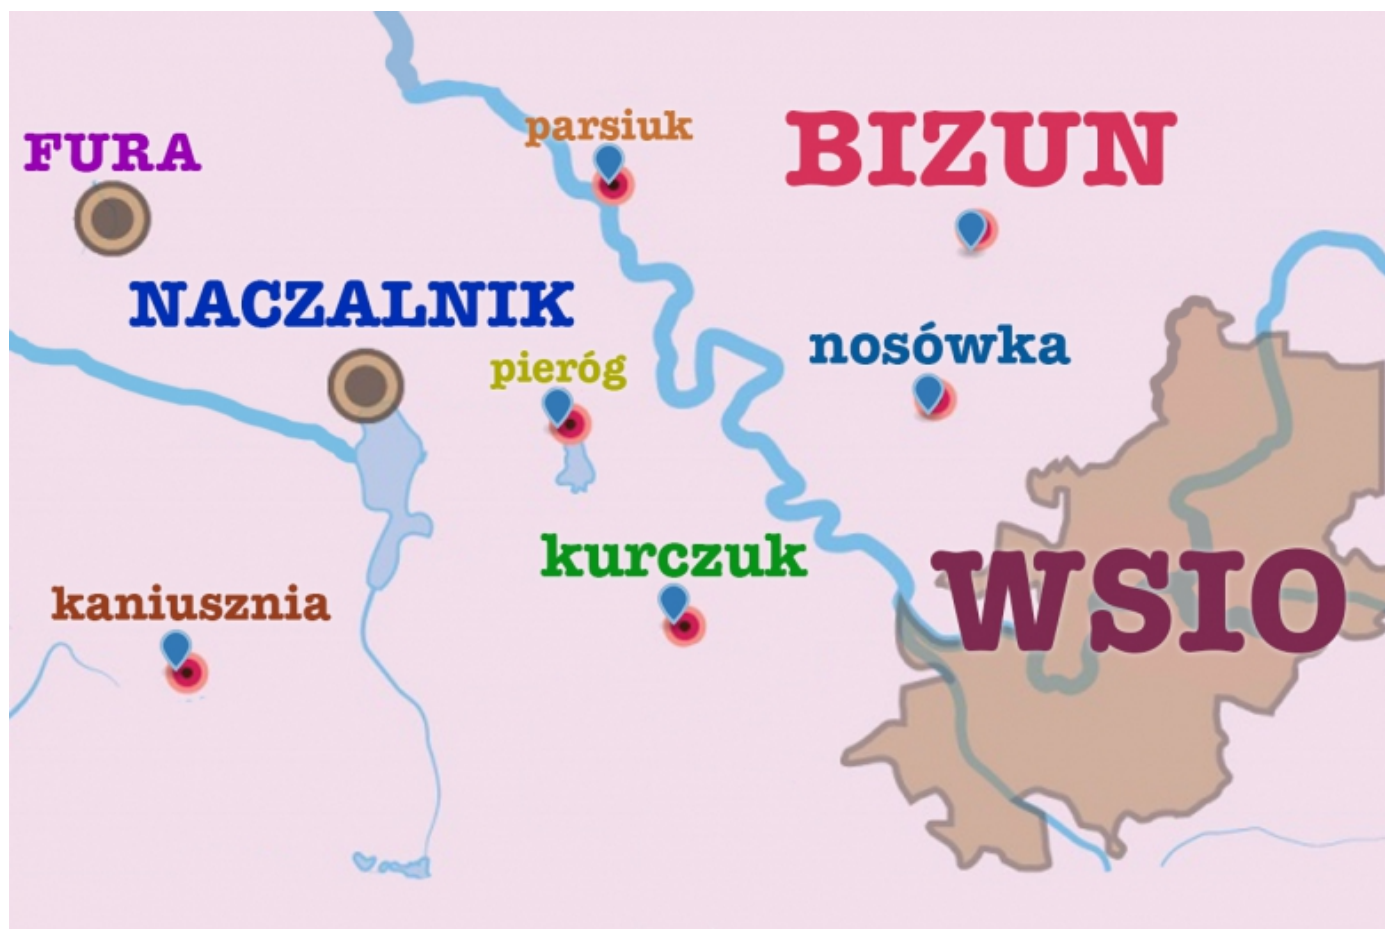 parsiuk
BIZUN
FURA
NACZALNIK
nosówka
pieróg
kurczuk
WSIO
kaniusznia